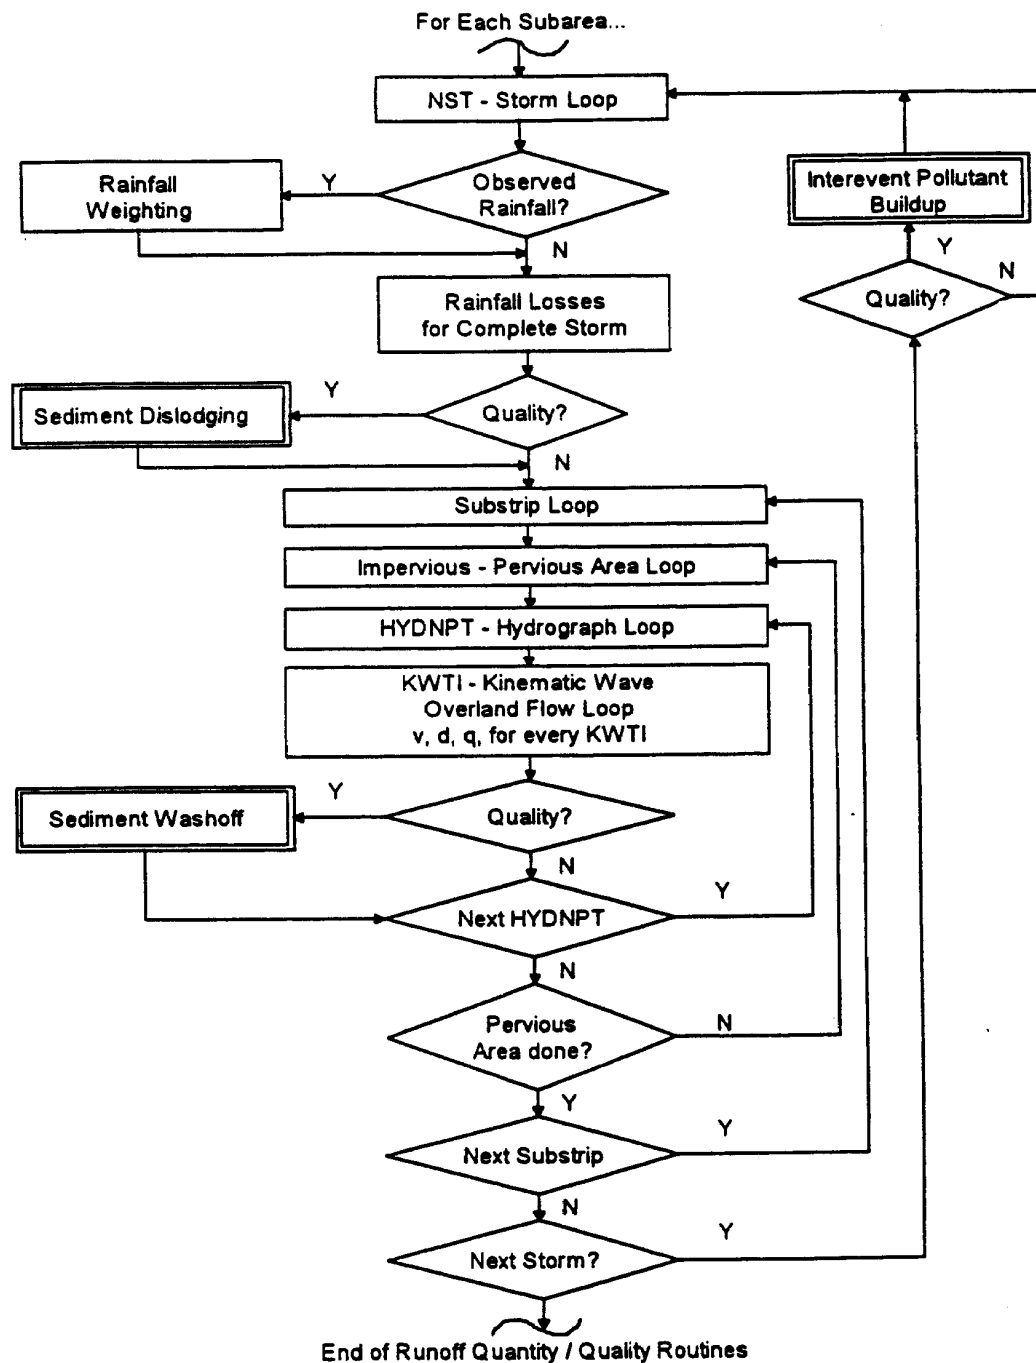 For Each Subarea...
NST - Storm Loop
Observed
Rainfall?
Y
Rainfall
Weighting
N
Interevent Pollutant
Buildup
Y
N
Quality?
Rainfall Losses
for Complete Storm
Y
Sediment Dislodging
Quality?
N
Substrip Loop
Impervious - Pervious Area Loop
HYDNPT - Hydrograph Loop
KWTI - Kinematic Wave
Overland Flow Loop
v, d, q, for every KWTI
Y
Sediment Washoff
Quality?
N
Next HYDNPT
Y
N
Pervious
Area done?
N
Y
Next Substrip
Y
N
Next Storm?
Y
End of Runoff Quantity / Quality Routines